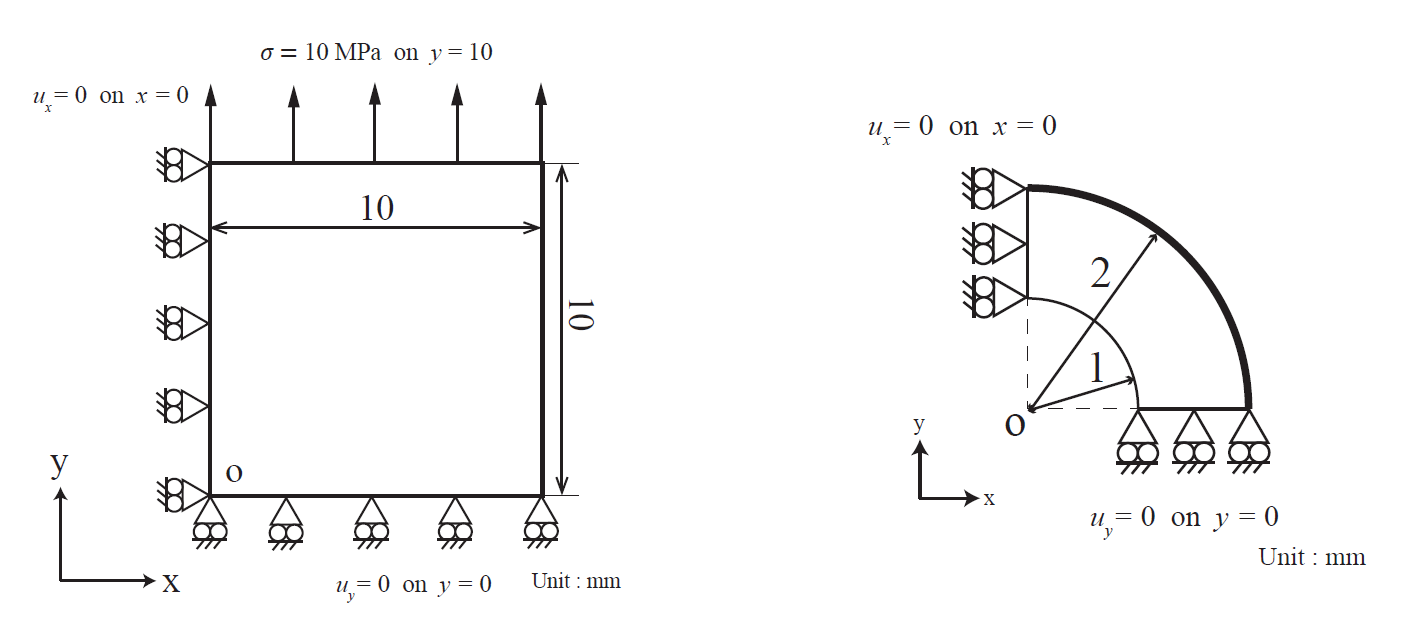 σ = 10 MPa on y = 10
u_x = 0 on x = 0
10
10
o
y
x
u_y = 0 on y = 0
Unit : mm
u_x = 0 on x = 0
2
1
o
y
x
u_y = 0 on y = 0
Unit : mm